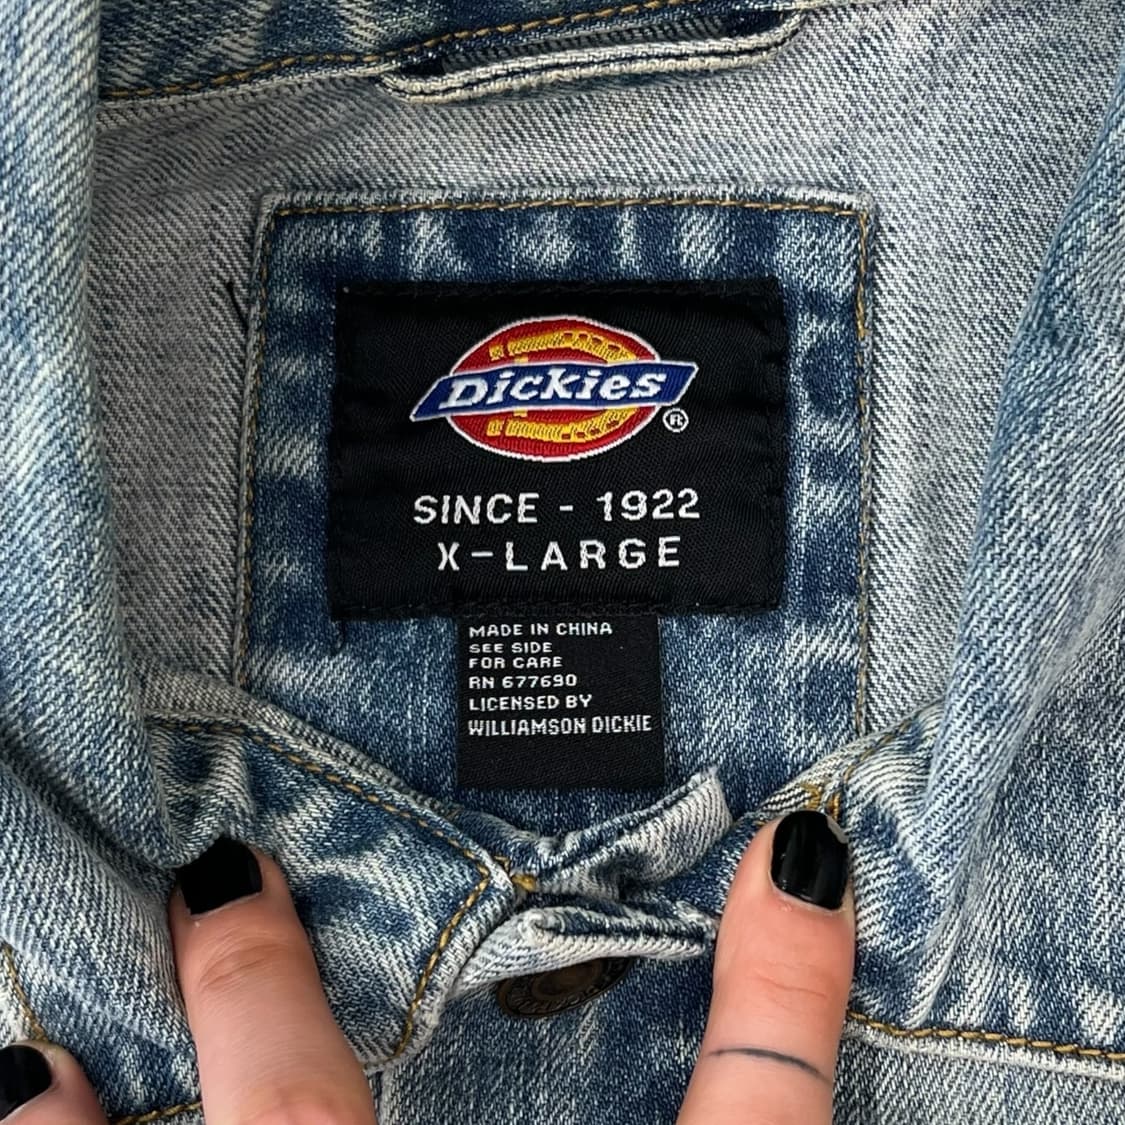 Dickies
®
SINCE - 1922
X-LARGE
MADE IN CHINA
SEE SIDE
FOR CARE
RN 677690
LICENSED BY
WILLIAMSON DICKIE